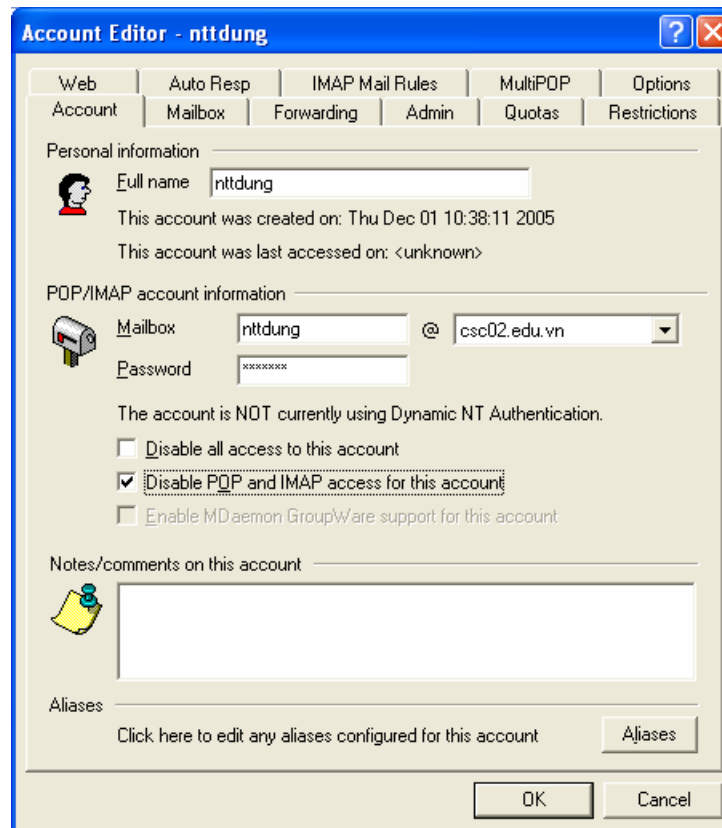 Account Editor - nttdung
Web Auto Resp IMAP Mail Rules MultiPOP Options
Account Mailbox Forwarding Admin Quotas Restrictions
Personal information
Full name nttdung
This account was created on: Thu Dec 01 10:38:11 2005
This account was last accessed on: <unknown>
POP/IMAP account information
Mailbox nttdung @ csc02.edu.vn
Password *******
The account is NOT currently using Dynamic NT Authentication.
Disable all access to this account
Disable POP and IMAP access for this account
Enable MDaemon GroupWare support for this account
Notes/comments on this account
Aliases
Click here to edit any aliases configured for this account Aliases
OK Cancel